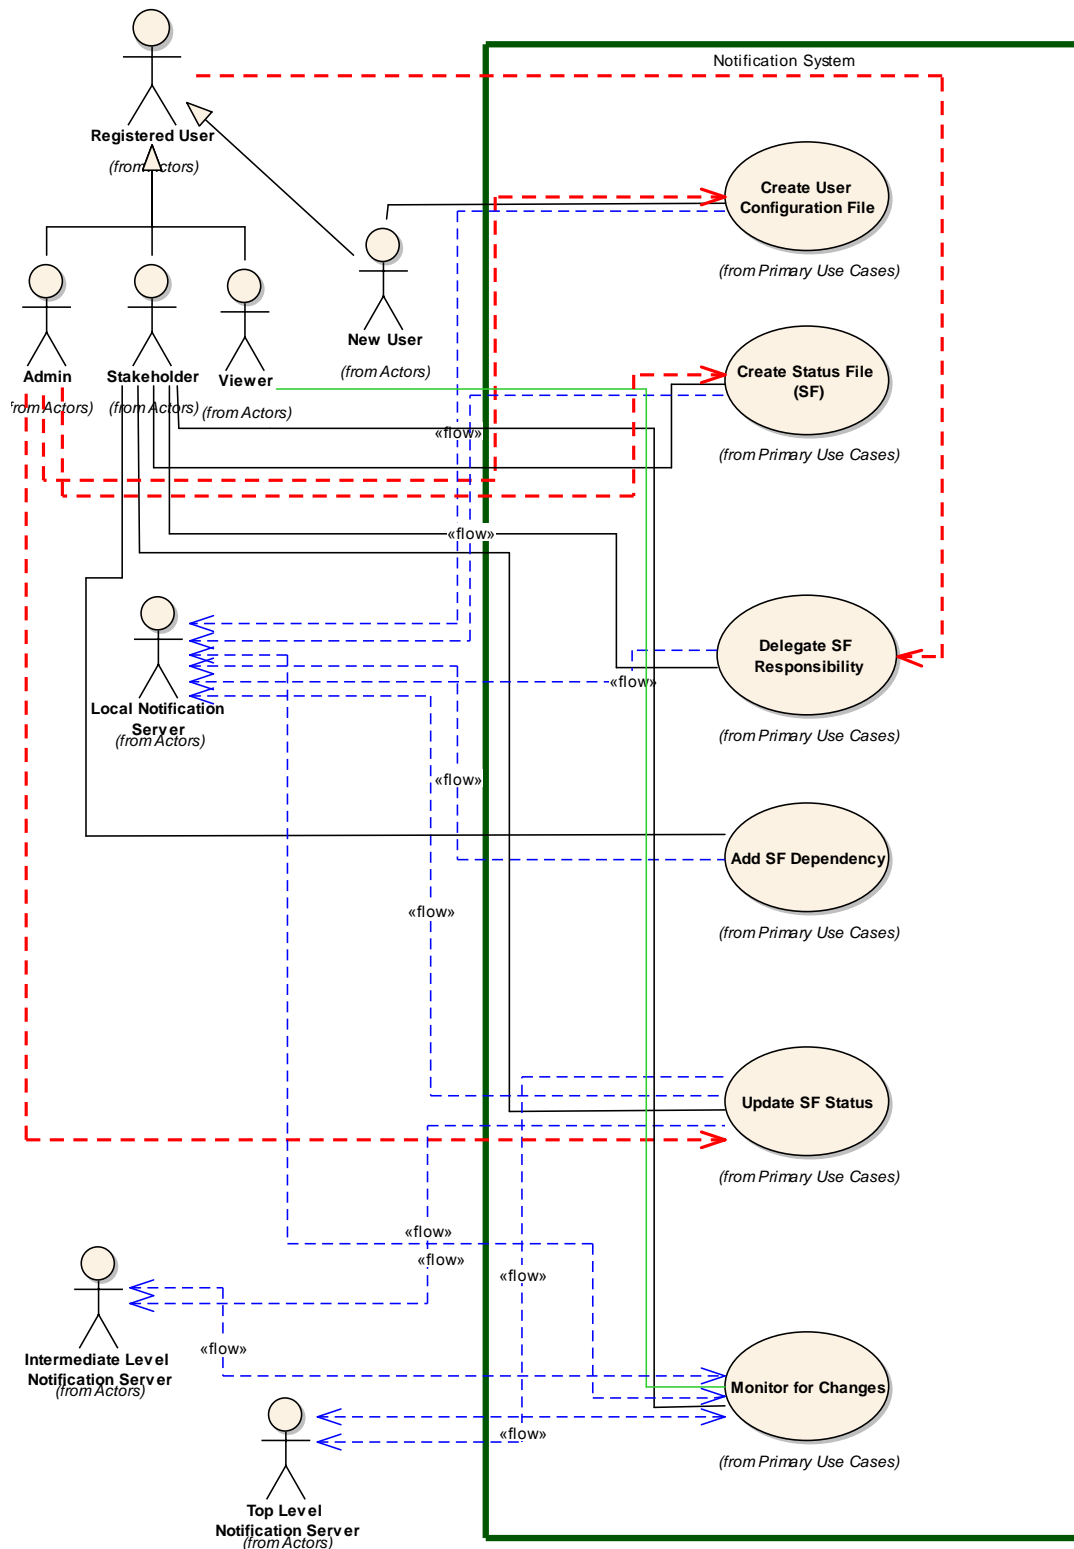 Notification System
Registered User
(from Actors)
Create User
Configuration File
(from Primary Use Cases)
New User
(from Actors)
Admin
(from Actors)
Stakeholder
(from Actors)
Viewer
(from Actors)
Create Status File
(SF)
(from Primary Use Cases)
«flow»
«flow»
Local Notification
Server
(from Actors)
Delegate SF
Responsibility
«flow»
(from Primary Use Cases)
«flow»
Add SF Dependency
(from Primary Use Cases)
«flow»
Update SF Status
(from Primary Use Cases)
«flow»
«flow»
«flow»
Intermediate Level
Notification Server
(from Actors)
«flow»
Monitor for Changes
(from Primary Use Cases)
«flow»
Top Level
Notification Server
(from Actors)